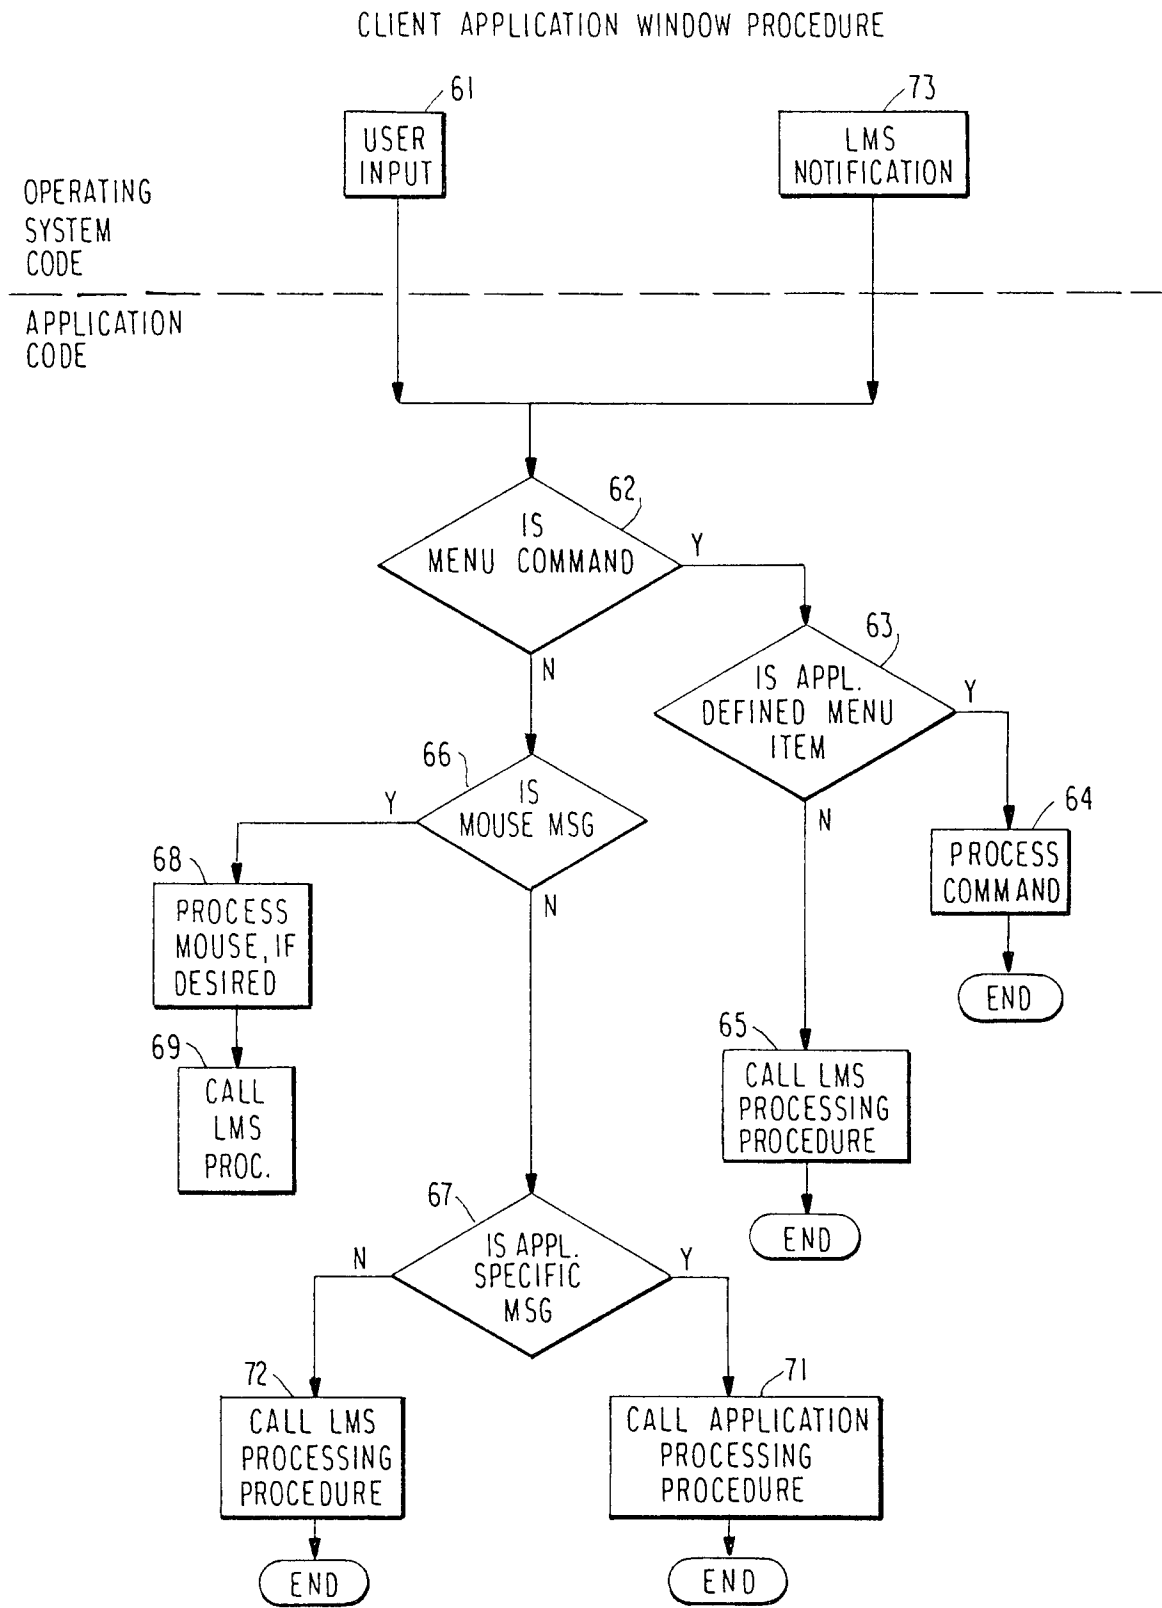 CLIENT APPLICATION WINDOW PROCEDURE
61
USER
INPUT
73
LMS
NOTIFICATION
OPERATING
SYSTEM
CODE
APPLICATION
CODE
62
IS
MENU COMMAND
Y
N
63
IS APPL.
DEFINED MENU
ITEM
Y
N
64
PROCESS
COMMAND
END
66
IS
MOUSE MSG
Y
N
68
PROCESS
MOUSE, IF
DESIRED
69
CALL
LMS
PROC.
65
CALL LMS
PROCESSING
PROCEDURE
END
67
IS APPL.
SPECIFIC
MSG
N
Y
72
CALL LMS
PROCESSING
PROCEDURE
END
71
CALL APPLICATION
PROCESSING
PROCEDURE
END